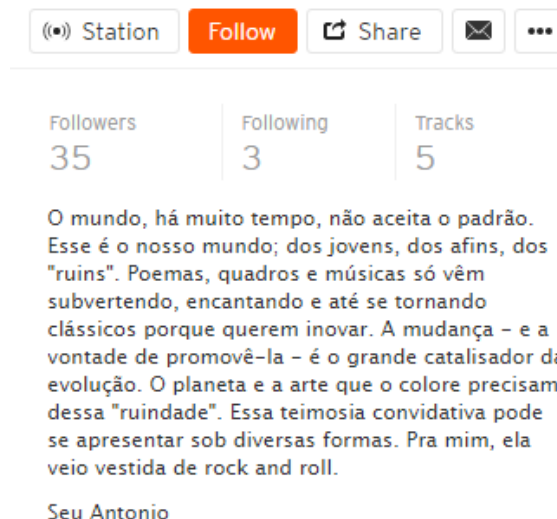 Station Follow Share
Followers Following Tracks
35 3 5
O mundo, há muito tempo, não aceita o padrão.
Esse é o nosso mundo; dos jovens, dos afins, dos
"ruins". Poemas, quadros e músicas só vêm
subvertendo, encantando e até se tornando
clássicos porque querem inovar. A mudança – e a
vontade de promovê-la – é o grande catalisador da
evolução. O planeta e a arte que o colore precisam
dessa "ruindade". Essa teimosia convidativa pode
se apresentar sob diversas formas. Pra mim, ela
veio vestida de rock and roll.
Seu Antonio